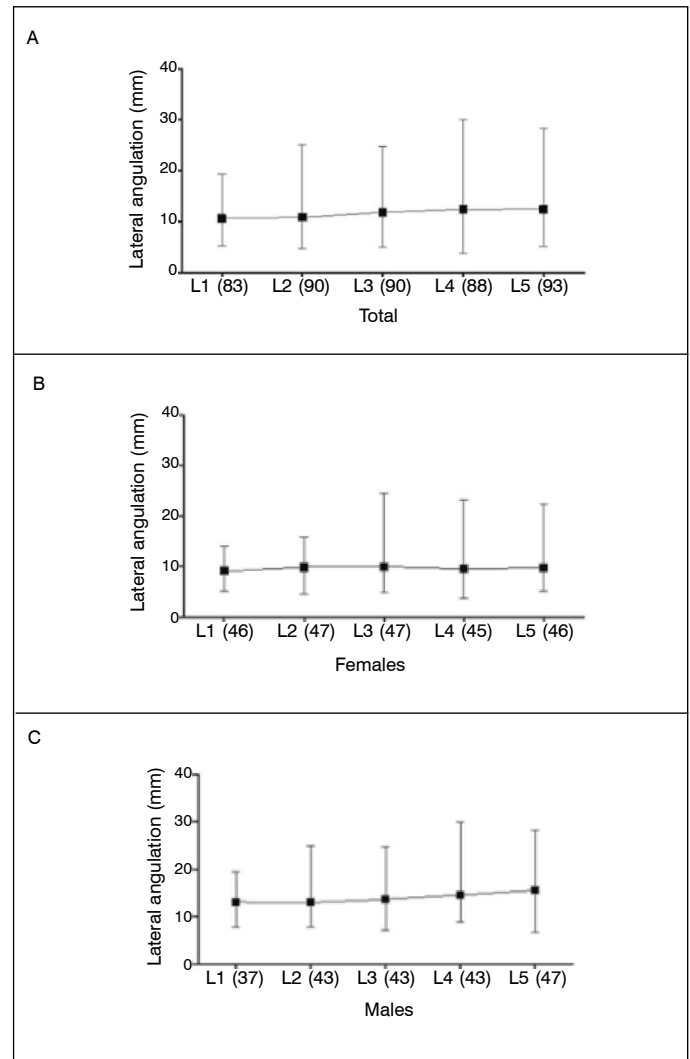 A
Lateral angulation (mm)
40
30
20
10
0
L1 (83) L2 (90) L3 (90) L4 (88) L5 (93)
Total
B
Lateral angulation (mm)
40
30
20
10
0
L1 (46) L2 (47) L3 (47) L4 (45) L5 (46)
Females
C
Lateral angulation (mm)
40
30
20
10
0
L1 (37) L2 (43) L3 (43) L4 (43) L5 (47)
Males